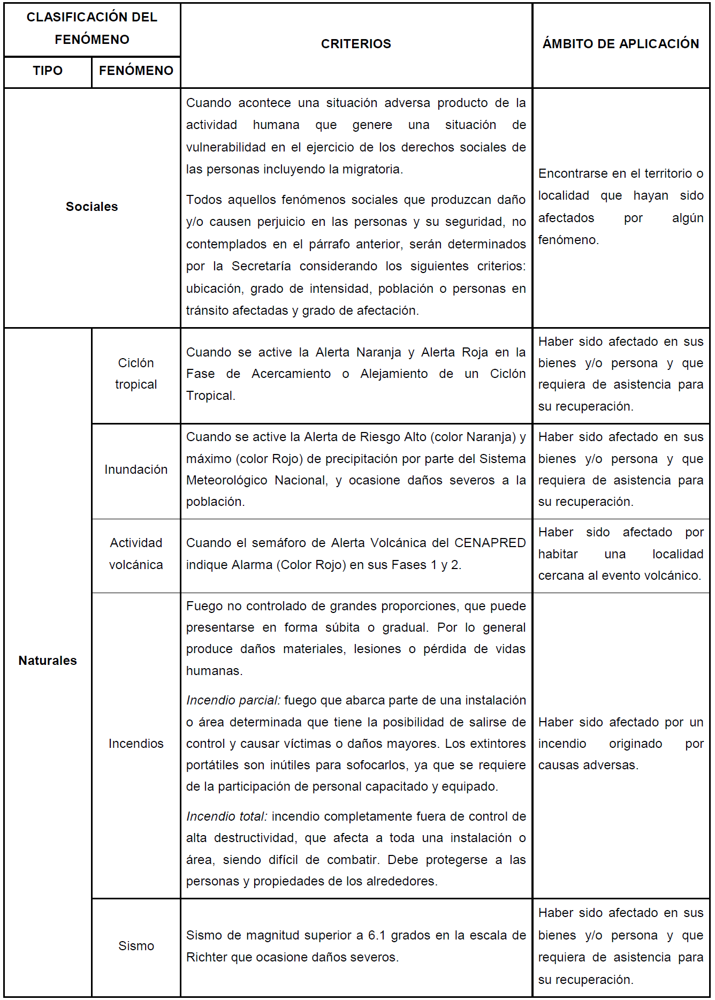 CLASIFICACIÓN DEL
FENÓMENO
CRITERIOS
ÁMBITO DE APLICACIÓN
TIPO
FENÓMENO
Sociales
Cuando acontece una situación adversa producto de la
actividad humana que genere una situación de
vulnerabilidad en el ejercicio de los derechos sociales de
las personas incluyendo la migratoria.
Todos aquellos fenómenos sociales que produzcan daño
y/o causen perjuicio en las personas y su seguridad, no
contemplados en el párrafo anterior, serán determinados
por la Secretaría considerando los siguientes criterios:
ubicación, grado de intensidad, población o personas en
tránsito afectadas y grado de afectación.
Encontrarse en el territorio o
localidad que hayan sido
afectados por algún
fenómeno.
Naturales
Ciclón
tropical
Cuando se active la Alerta Naranja y Alerta Roja en la
Fase de Acercamiento o Alejamiento de un Ciclón
Tropical.
Haber sido afectado en sus
bienes y/o persona y que
requiera de asistencia para
su recuperación.
Inundación
Cuando se active la Alerta de Riesgo Alto (color Naranja) y
máximo (color Rojo) de precipitación por parte del Sistema
Meteorológico Nacional, y ocasione daños severos a la
población.
Haber sido afectado en sus
bienes y/o persona y que
requiera de asistencia para
su recuperación.
Actividad
volcánica
Cuando el semáforo de Alerta Volcánica del CENAPRED
indique Alarma (Color Rojo) en sus Fases 1 y 2.
Haber sido afectado por
habitar una localidad
cercana al evento volcánico.
Incendios
Fuego no controlado de grandes proporciones, que puede
presentarse en forma súbita o gradual. Por lo general
produce daños materiales, lesiones o pérdida de vidas
humanas.
Incendio parcial: fuego que abarca parte de una instalación
o área determinada que tiene la posibilidad de salirse de
control y causar víctimas o daños mayores. Los extintores
portátiles son inútiles para sofocarlos, ya que se requiere
de la participación de personal capacitado y equipado.
Incendio total: incendio completamente fuera de control de
alta destructividad, que afecta a toda una instalación o
área, siendo difícil de combatir. Debe protegerse a las
personas y propiedades de los alrededores.
Haber sido afectado por un
incendio originado por
causas adversas.
Sismo
Sismo de magnitud superior a 6.1 grados en la escala de
Richter que ocasione daños severos.
Haber sido afectado en sus
bienes y/o persona y que
requiera de asistencia para
su recuperación.